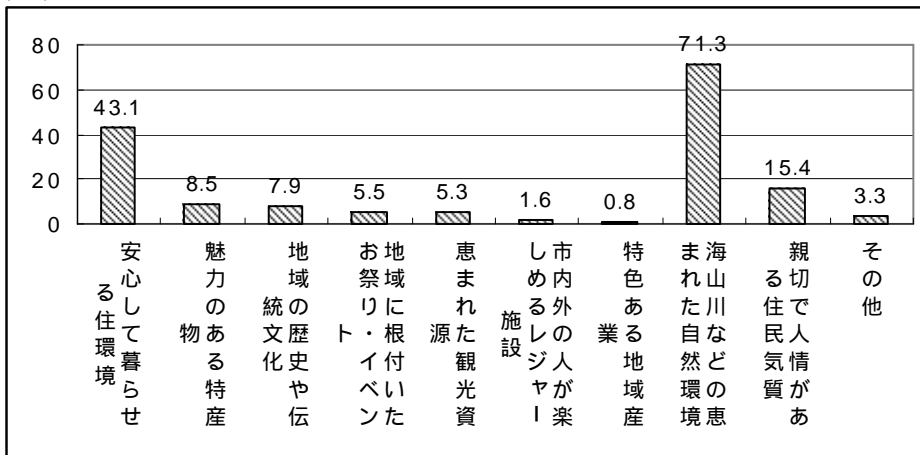 80
60
40
20
0
43.1
8.5
7.9
5.5
5.3
1.6
0.8
71.3
15.4
3.3
安心して暮らせ
る住環境
魅力のある特産
物
地域の歴史や伝
統文化
地域に根付いた
お祭り・イベン
ト
恵まれた観光資
源
市内外の人が楽
しめるレジャー
施設
特色ある地域産
業
海山川などの恵
まれた自然環境
親切で人情があ
る住民気質
その他